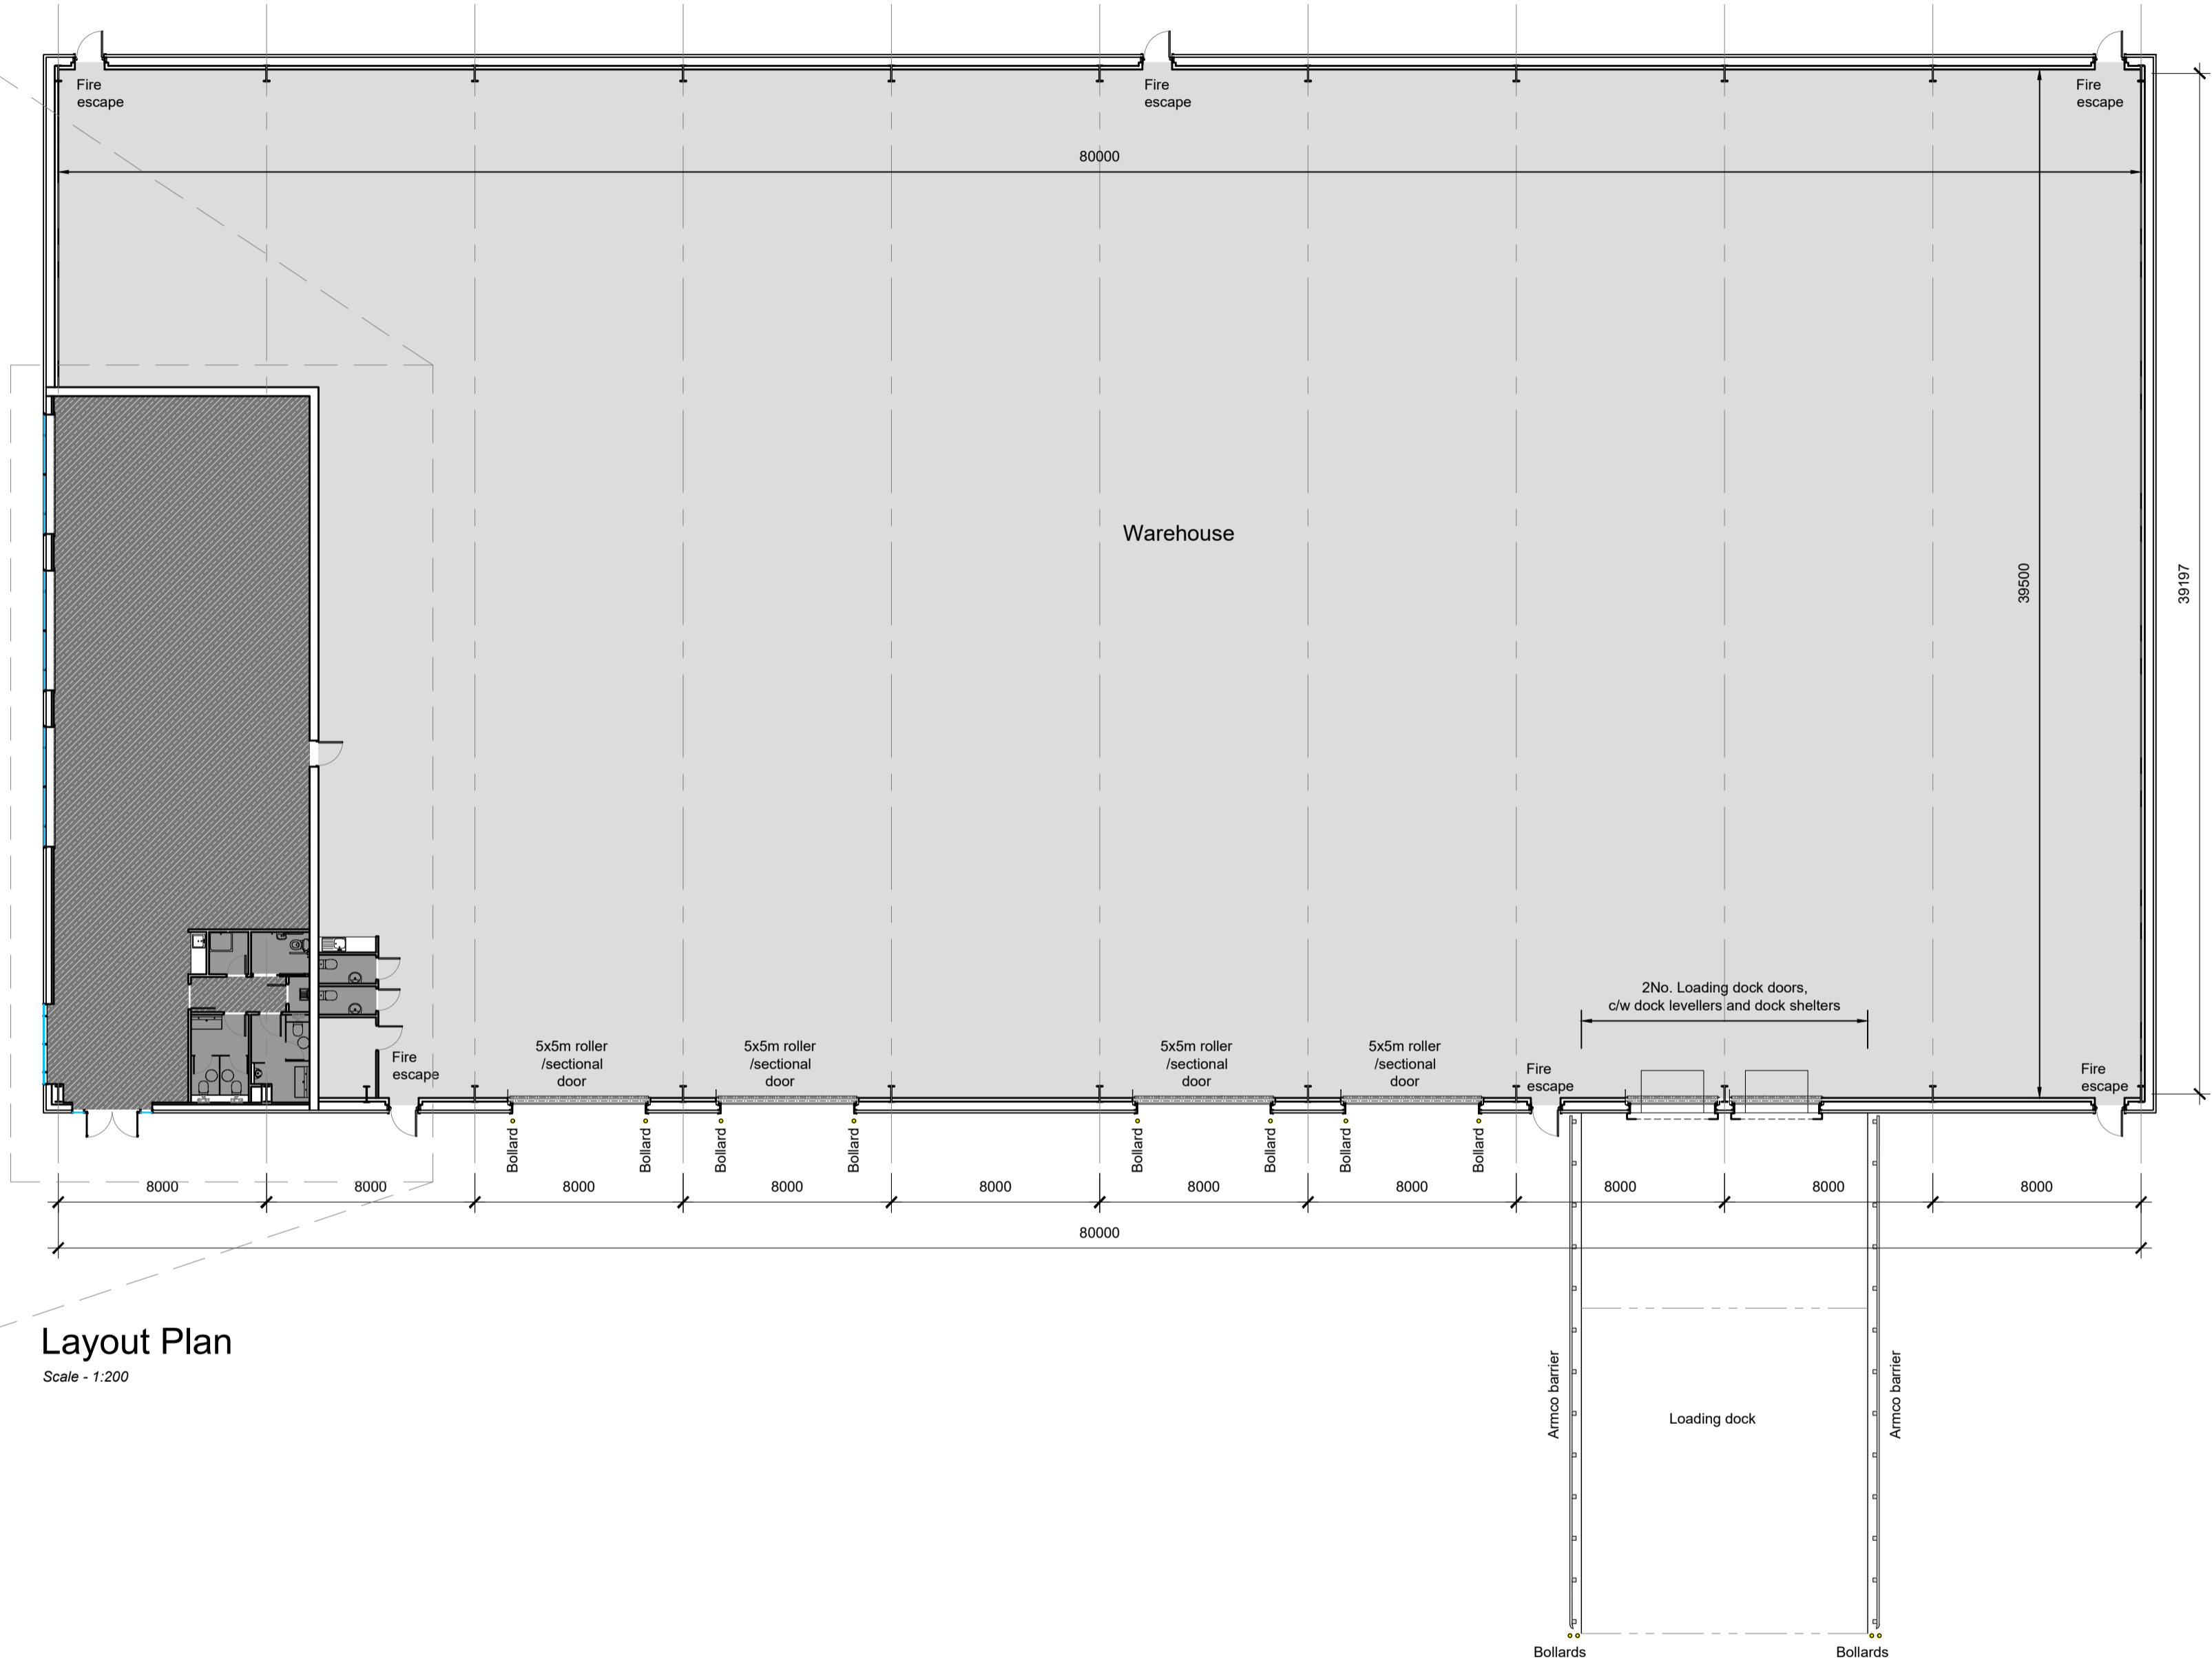 Fire
escape
Fire
escape
Fire
escape
80000
Warehouse
39500
39197
2No. Loading dock doors,
c/w dock levellers and dock shelters
Fire
escape
5x5m roller
/sectional
door
5x5m roller
/sectional
door
5x5m roller
/sectional
door
5x5m roller
/sectional
door
Fire
escape
Fire
escape
Bollard
Bollard
Bollard
Bollard
Bollard
Bollard
Bollard
Bollard
8000
8000
8000
8000
8000
8000
8000
8000
8000
8000
80000
Layout Plan
Scale - 1:200
Armco barrier
Loading dock
Armco barrier
Bollards
Bollards